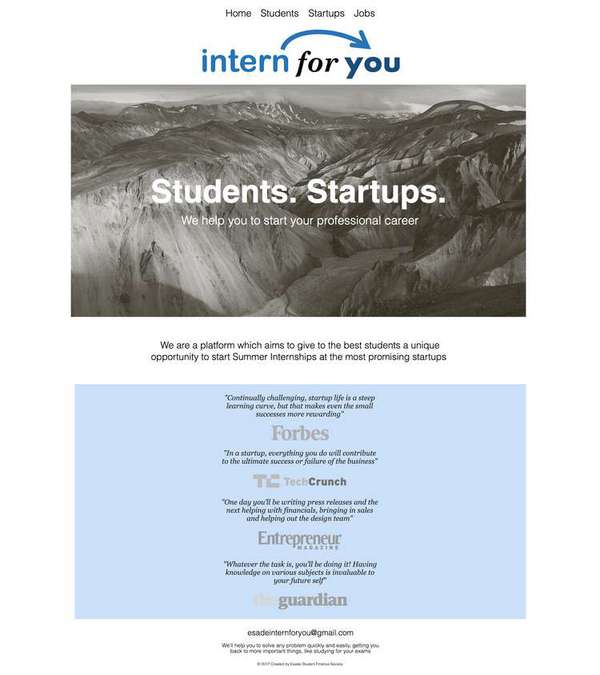 Home Students Startups Jobs
intern for you
Students. Startups.
We help you to start your professional career
We are a platform which aims to give to the best students a unique
opportunity to start Summer Internships at the most promising startups
"Continually challenging, startup life is a steep
learning curve, but that makes even the small
successes more rewarding"
Forbes
"In a startup, everything you do will contribute
to the ultimate success or failure of the business"
TC TechCrunch
"One day you'll be writing press releases and the
next helping with financials, bringing in sales
and helping out the design team"
Entrepreneur
MAGAZINE
"Whatever the task is, you'll be doing it! Having
knowledge on various subjects is invaluable to
your future self"
theguardian
esadeinternforyou@gmail.com
We'll help you to solve any problem quickly and easily, getting you
back to more important things, like studying for your exams
© 2017 Created by Esade Student Finance Society